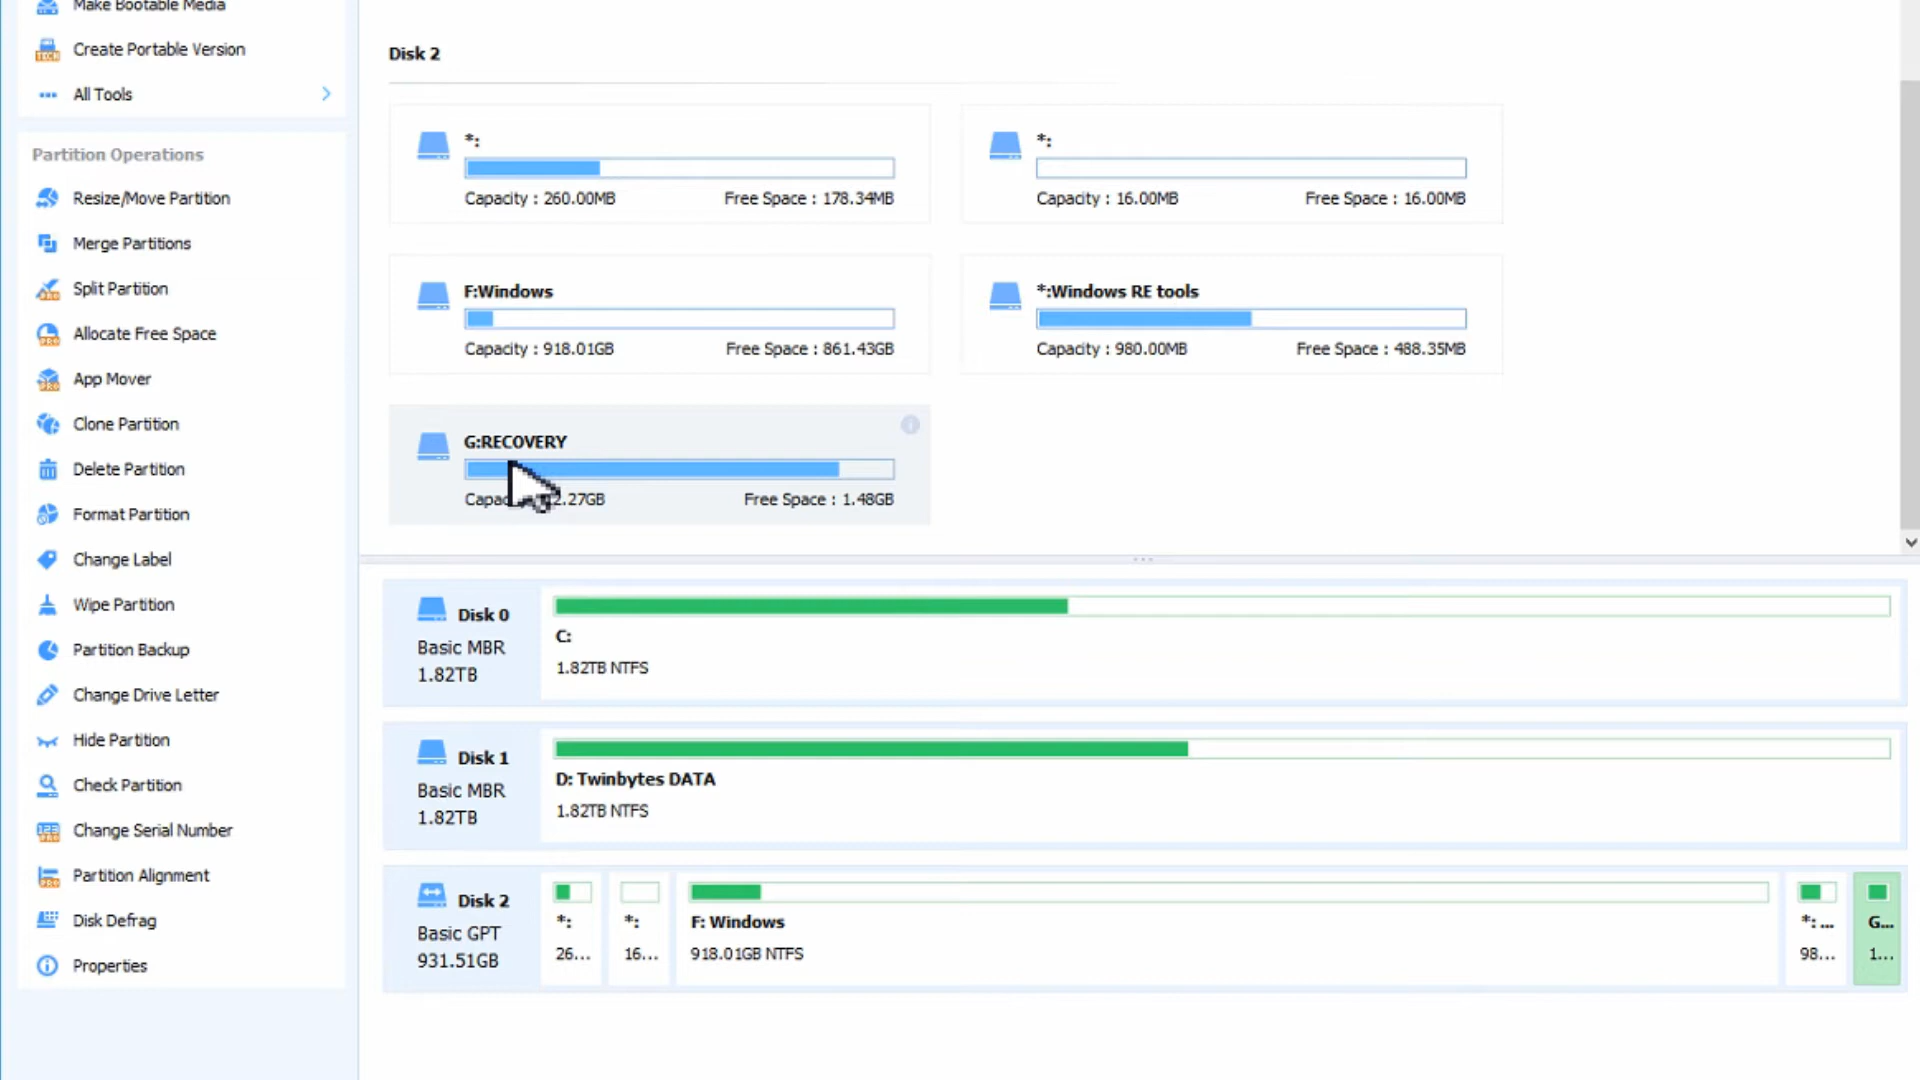 Make Bootable Media
Create Portable Version
All Tools
Partition Operations
Resize/Move Partition
Merge Partitions
Split Partition
Allocate Free Space
App Mover
Clone Partition
Delete Partition
Format Partition
Change Label
Wipe Partition
Partition Backup
Change Drive Letter
Hide Partition
Check Partition
Change Serial Number
Partition Alignment
Disk Defrag
Properties
Disk 2
*:
Capacity : 260.00MB Free Space : 178.34MB
*:
Capacity : 16.00MB Free Space : 16.00MB
F:Windows
Capacity : 918.01GB Free Space : 861.43GB
*:Windows RE tools
Capacity : 980.00MB Free Space : 488.35MB
G:RECOVERY
2.27GB Free Space : 1.48GB
Disk 0
Basic MBR
1.82TB
C:
1.82TB NTFS
Disk 1
Basic MBR
1.82TB
D: Twinbytes DATA
1.82TB NTFS
Disk 2
Basic GPT
931.51GB
*:
26...
*:
16...
F: Windows
918.01GB NTFS
*: ...
98...
G...
1...